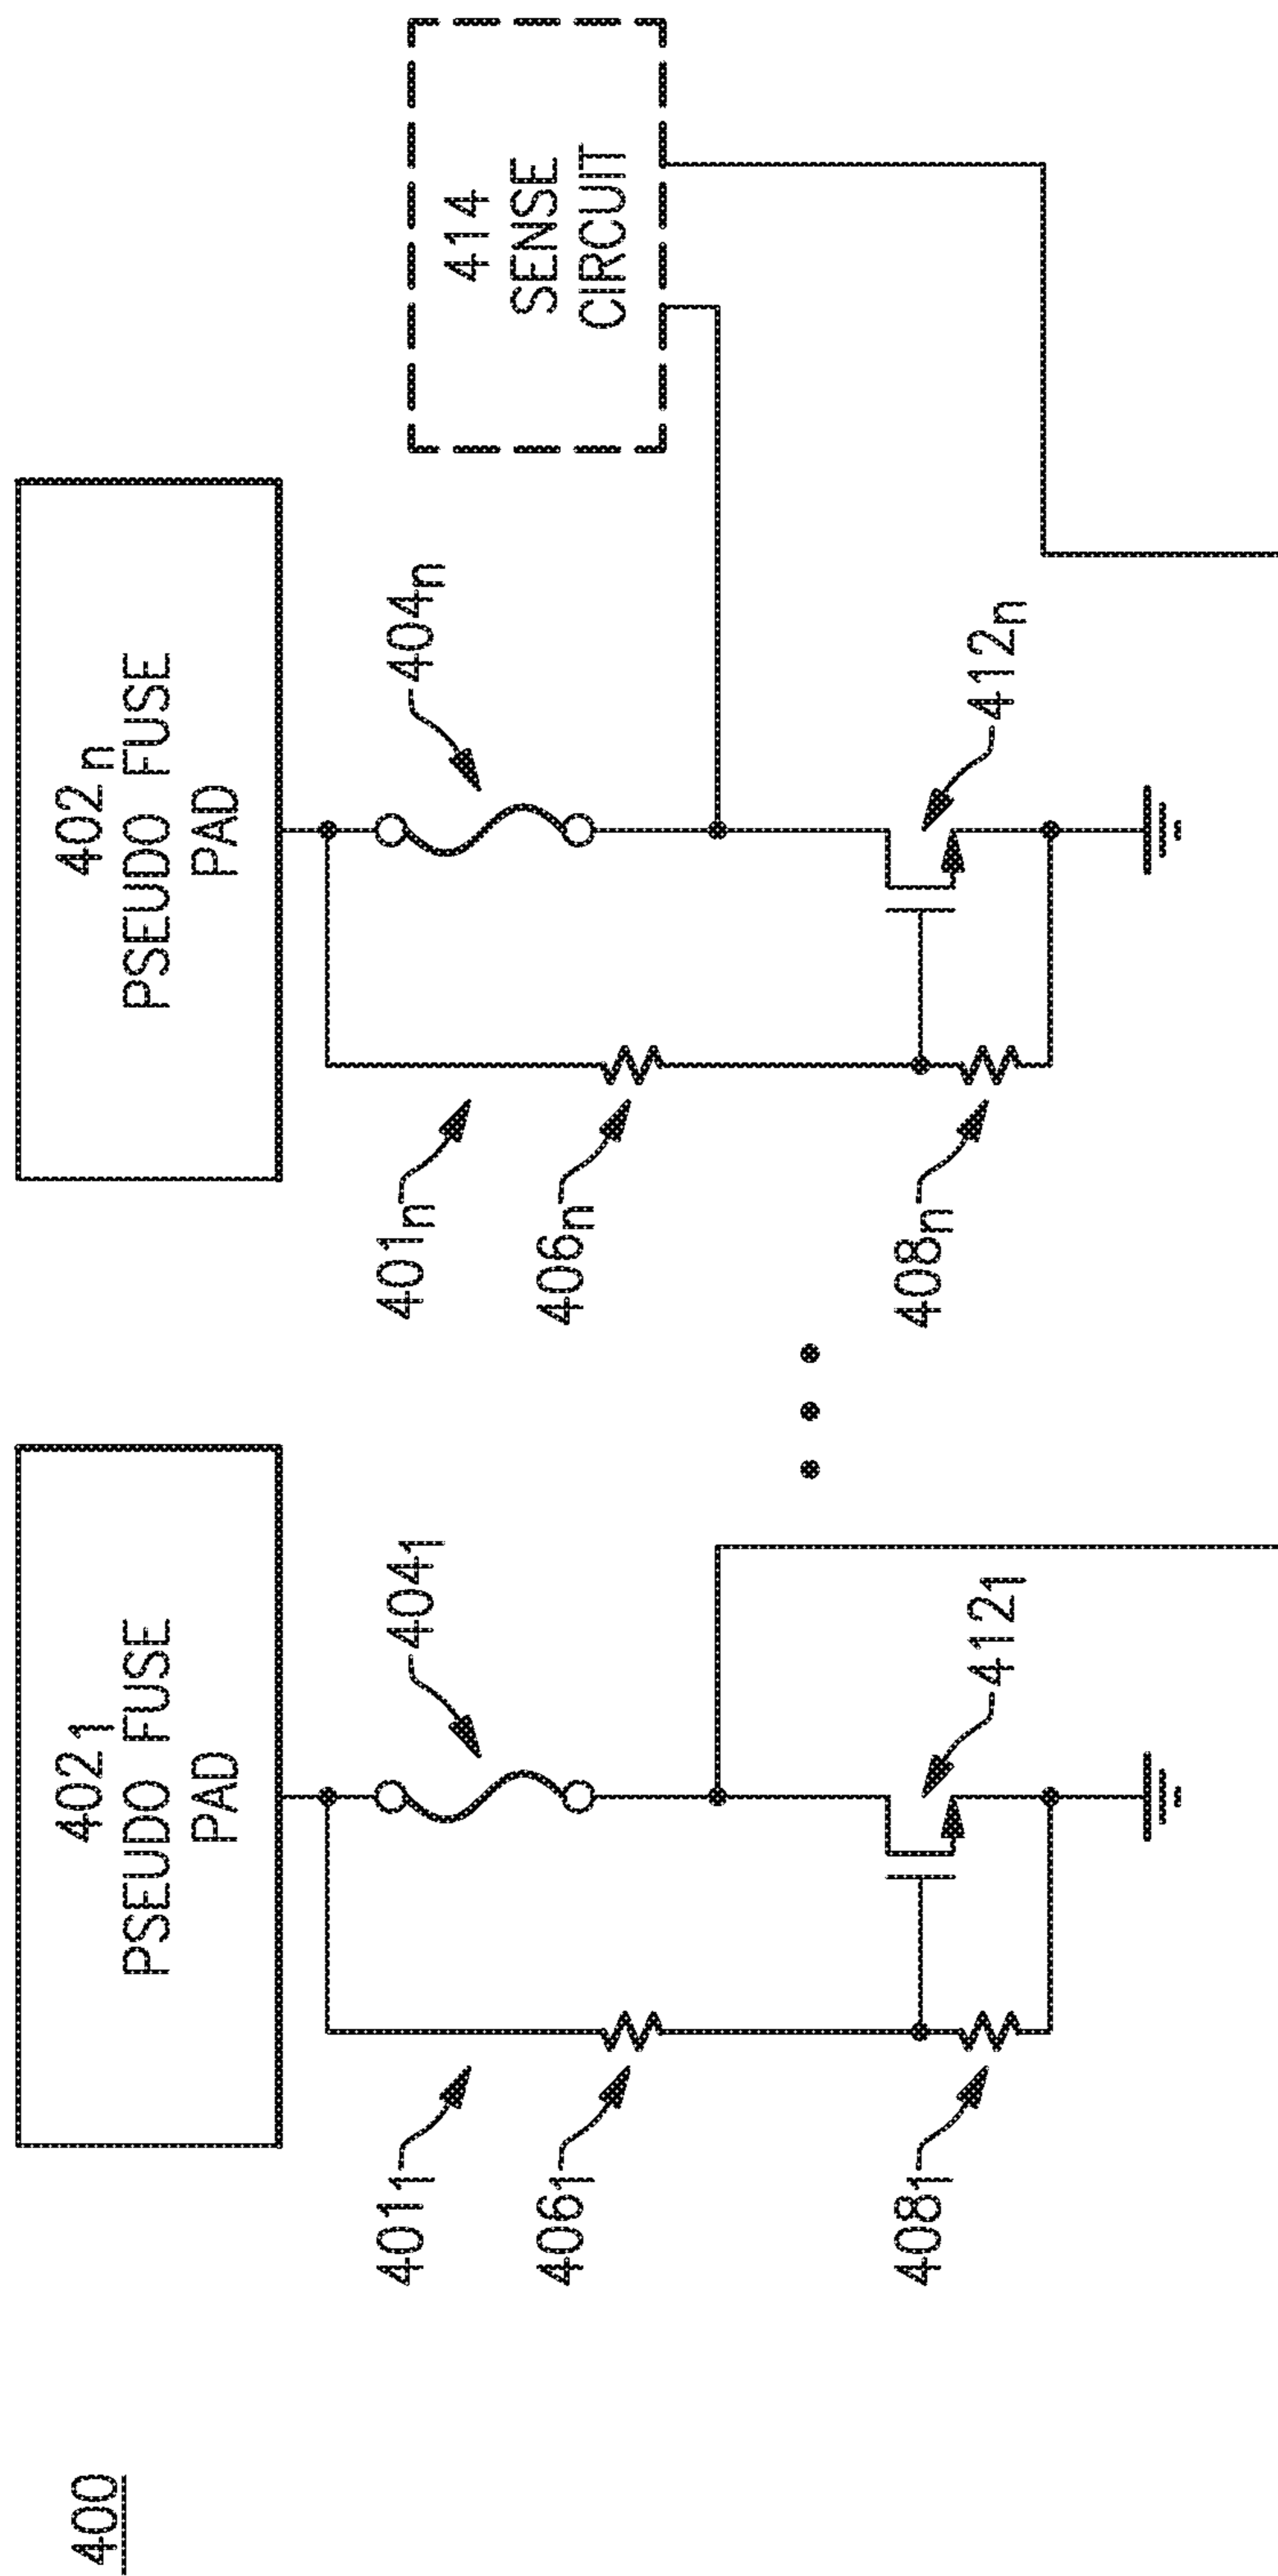 400
402₁
PSEUDO FUSE
PAD
404₁
401₁
406₁
408₁
412₁
402ₙ
PSEUDO FUSE
PAD
404ₙ
401ₙ
406ₙ
408ₙ
412ₙ
414
SENSE
CIRCUIT